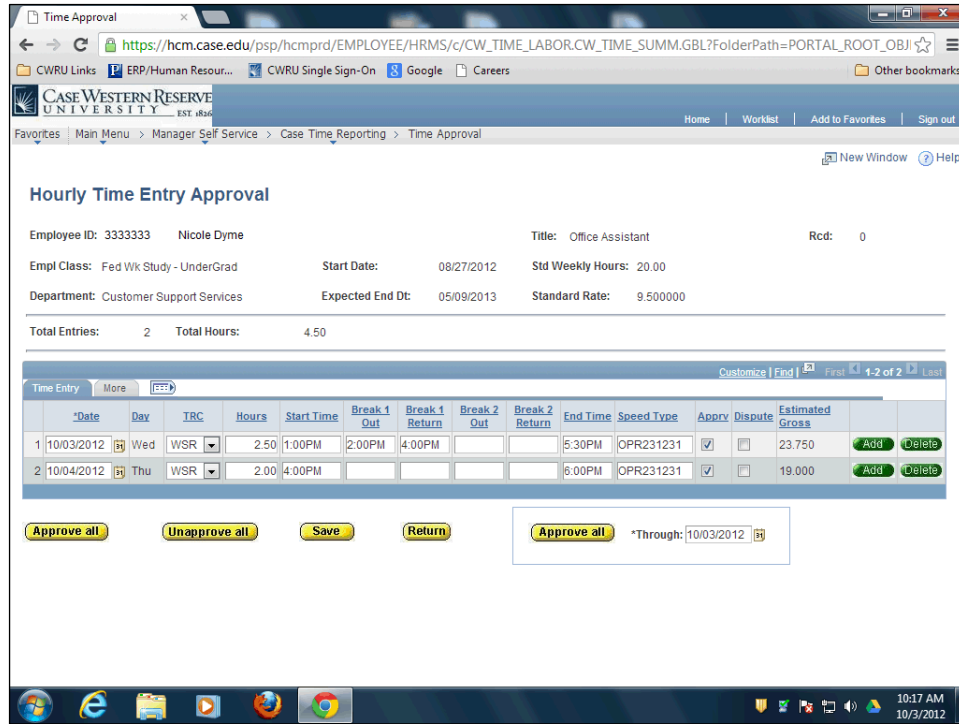 Time Approval
https://hcm.case.edu/psp/hcmprd/EMPLOYEE/HRMS/c/CW_TIME_LABOR.CW_TIME_SUMM.GBL?FolderPath=PORTAL_ROOT_OBJ
CWRU Links ERP/Human Resour... CWRU Single Sign-On Google Careers Other bookmarks
CASE WESTERN RESERVE
UNIVERSITY EST. 1826
Home | Worklist | Add to Favorites | Sign out
Favorites Main Menu > Manager Self Service > Case Time Reporting > Time Approval
New Window Help
Hourly Time Entry Approval
Employee ID: 3333333 Nicole Dyme Title: Office Assistant Rcd: 0
Empl Class: Fed Wk Study - UnderGrad Start Date: 08/27/2012 Std Weekly Hours: 20.00
Department: Customer Support Services Expected End Dt: 05/09/2013 Standard Rate: 9.500000
Total Entries: 2 Total Hours: 4.50
Customize | Find | First 1-2 of 2 Last
Time Entry More
*Date Day TRC Hours Start Time Break 1 Out Break 1 Return Break 2 Out Break 2 Return End Time Speed Type Apprv Dispute Estimated Gross
1 10/03/2012 31 Wed WSR 2.50 1:00PM 2:00PM 4:00PM 5:30PM OPR231231 23.750 Add Delete
2 10/04/2012 31 Thu WSR 2.00 4:00PM 6:00PM OPR231231 19.000 Add Delete
Approve all Unapprove all Save Return Approve all *Through: 10/03/2012 31
10:17 AM
10/3/2012